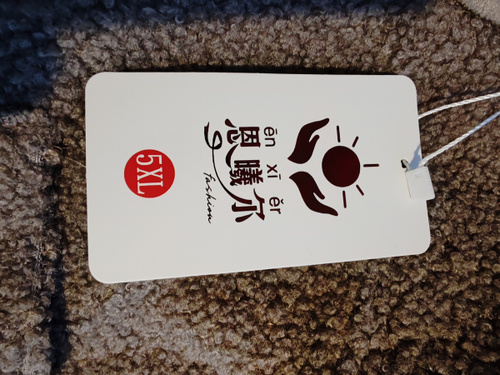 ēn xī ěr
恩曦尔
fashion
5XL